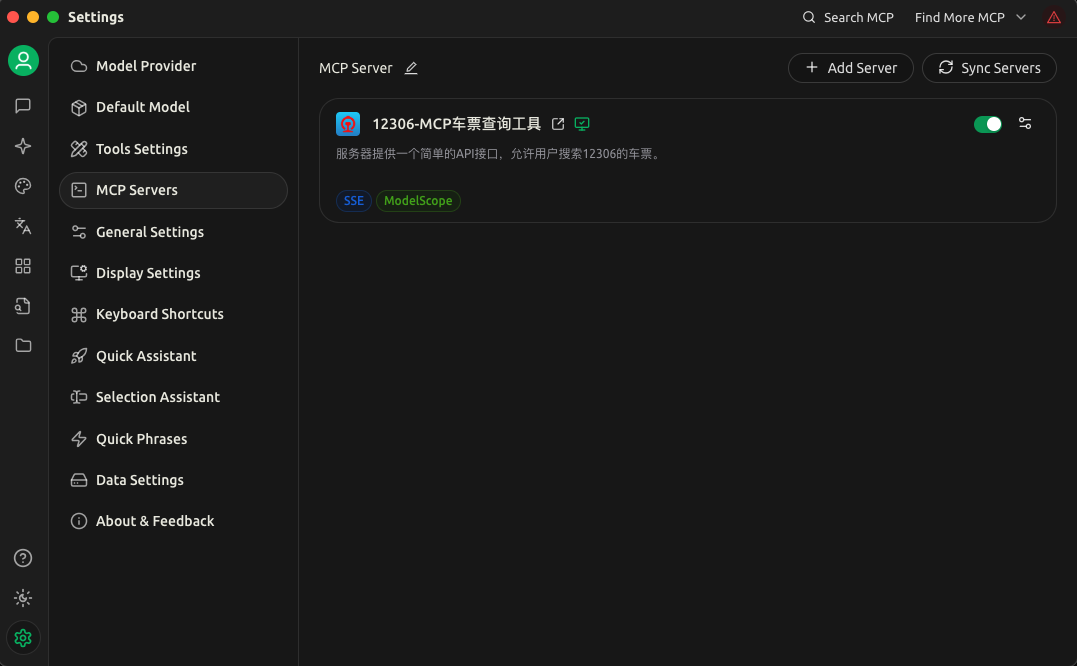 Settings
Search MCP
Find More MCP
Model Provider
Default Model
Tools Settings
MCP Servers
General Settings
Display Settings
Keyboard Shortcuts
Quick Assistant
Selection Assistant
Quick Phrases
Data Settings
About & Feedback
MCP Server
Add Server
Sync Servers
12306-MCP车票查询工具
服务器提供一个简单的API接口，允许用户搜索12306的车票。
SSE
ModelScope